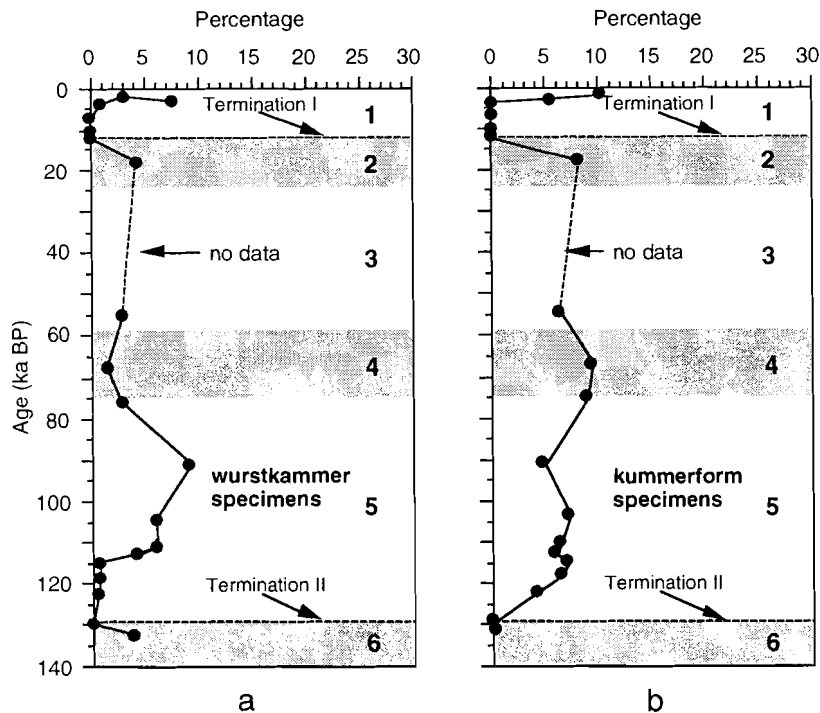 Percentage
0 5 10 15 20 25 30
Percentage
0 5 10 15 20 25 30
Age (ka BP)
0
20
40
60
80
100
120
140
Termination I
1
2
no data
3
4
wurstkammer
specimens
5
Termination II
6
a
Termination I
1
2
no data
3
4
kummerform
specimens
5
Termination II
6
b